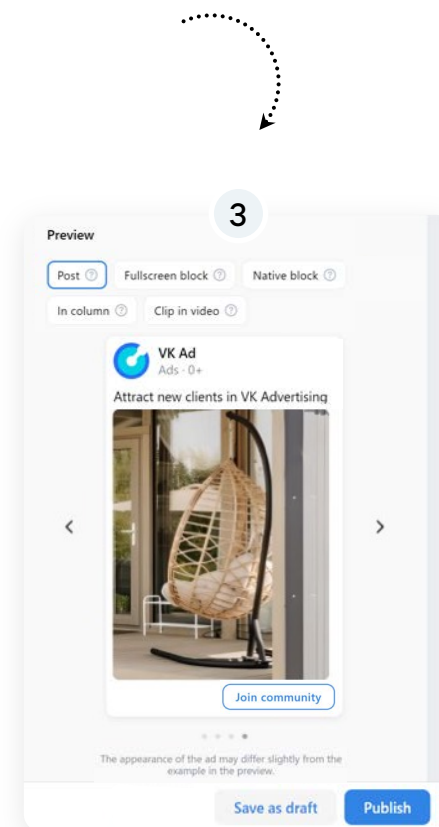 3
Preview
Post
Fullscreen block
Native block
In column
Clip in video
VK Ad
Ads · 0+
Attract new clients in VK Advertising
Join community
The appearance of the ad may differ slightly from the
example in the preview.
Save as draft
Publish